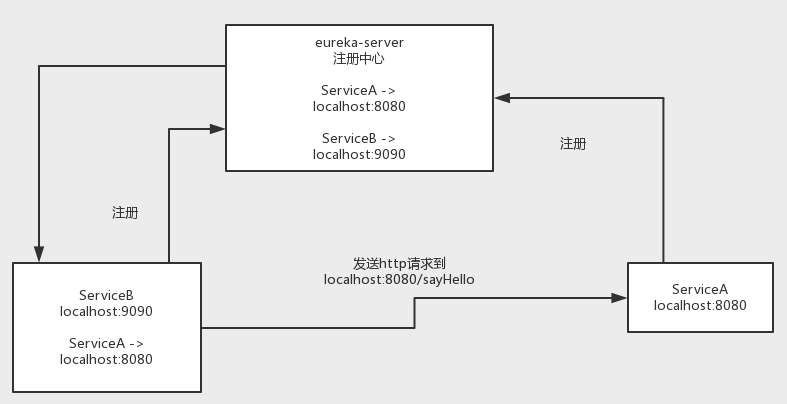 eureka-server
注册中心
ServiceA ->
localhost:8080
ServiceB ->
localhost:9090
注册
注册
发送http请求到
localhost:8080/sayHello
ServiceB
localhost:9090
ServiceA ->
localhost:8080
ServiceA
localhost:8080